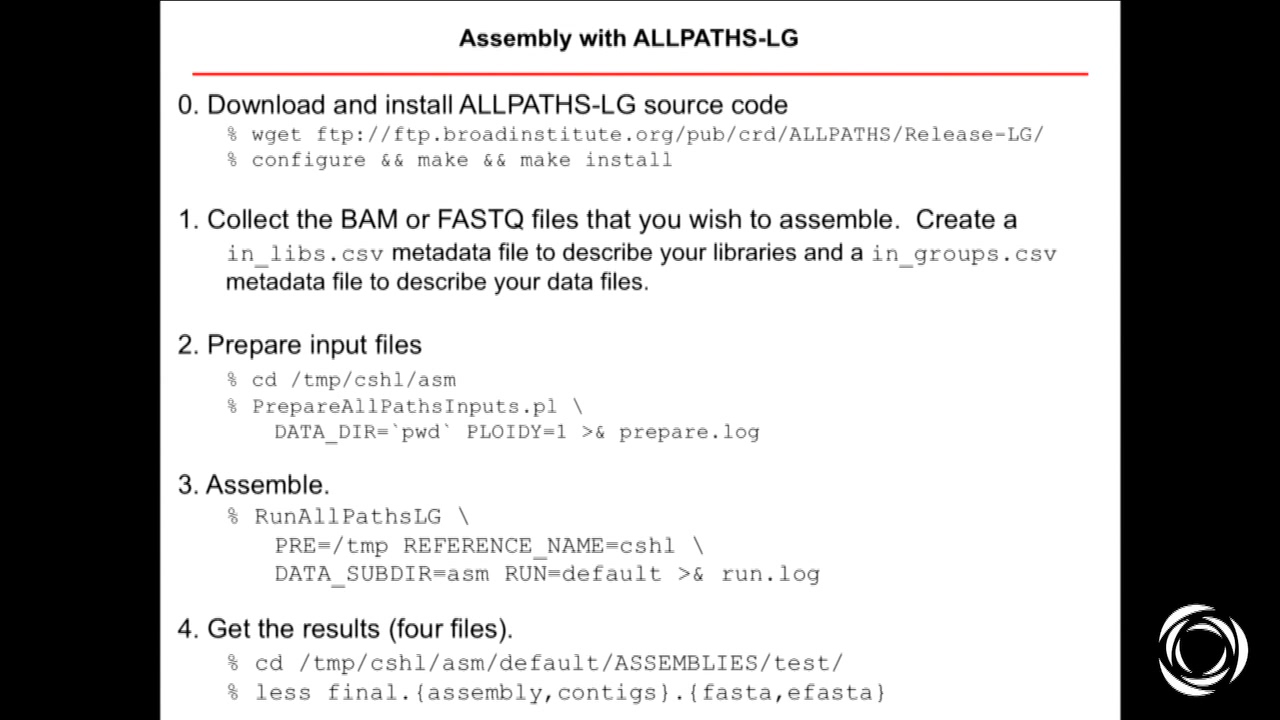 Assembly with ALLPATHS-LG
0. Download and install ALLPATHS-LG source code
% wget ftp://ftp.broadinstitute.org/pub/crd/ALLPATHS/Release-LG/
% configure && make && make install
1. Collect the BAM or FASTQ files that you wish to assemble.  Create a
in_libs.csv metadata file to describe your libraries and a in_groups.csv
metadata file to describe your data files.
2. Prepare input files
% cd /tmp/cshl/asm
% PrepareAllPathsInputs.pl \
DATA_DIR=`pwd` PLOIDY=1 >& prepare.log
3. Assemble.
% RunAllPathsLG \
PRE=/tmp REFERENCE_NAME=cshl \
DATA_SUBDIR=asm RUN=default >& run.log
4. Get the results (four files).
% cd /tmp/cshl/asm/default/ASSEMBLIES/test/
% less final.{assembly,contigs}.{fasta,efasta}